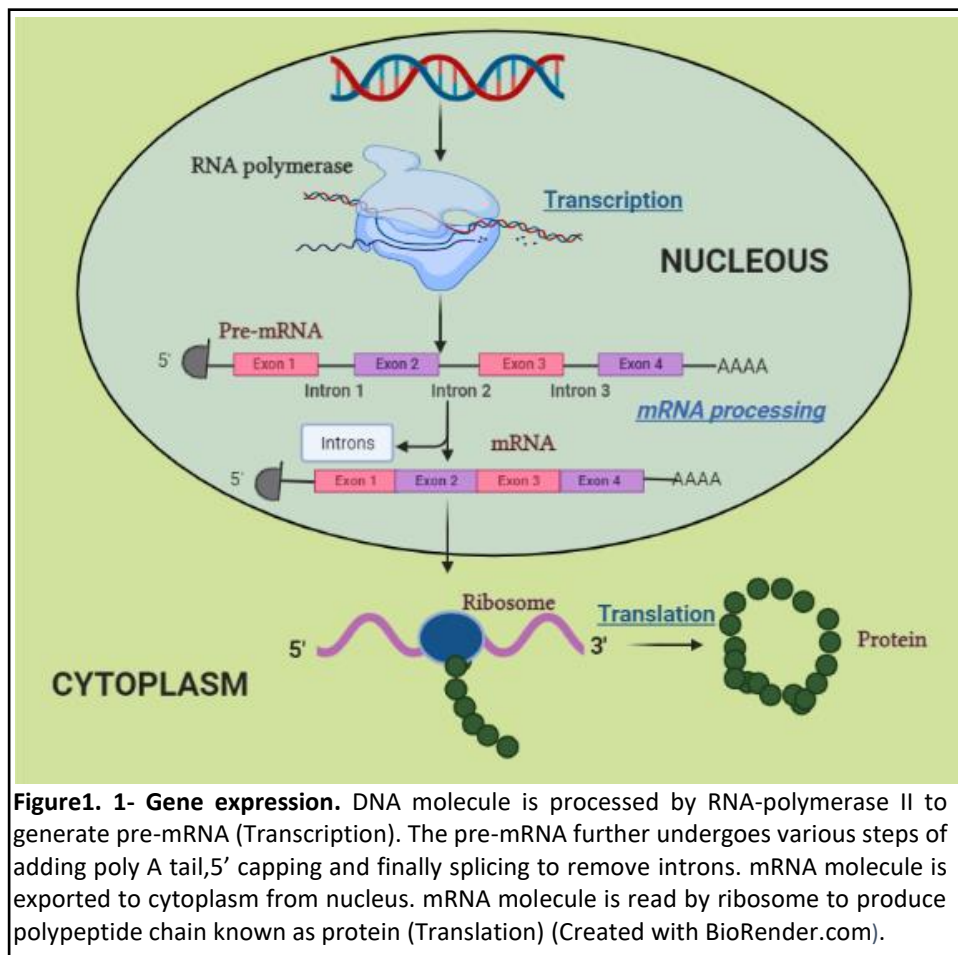 RNA polymerase
Transcription
NUCLEOUS
Pre-mRNA
5'
Exon 1
Exon 2
Exon 3
Exon 4
AAAA
Intron 1
Intron 2
Intron 3
mRNA processing
Introns
mRNA
5'
Exon 1
Exon 2
Exon 3
Exon 4
AAAA
Ribosome
Translation
5'
3'
Protein
CYTOPLASM
Figure1. 1- Gene expression. DNA molecule is processed by RNA-polymerase II to
generate pre-mRNA (Transcription). The pre-mRNA further undergoes various steps of
adding poly A tail,5’ capping and finally splicing to remove introns. mRNA molecule is
exported to cytoplasm from nucleus. mRNA molecule is read by ribosome to produce
polypeptide chain known as protein (Translation) (Created with BioRender.com).